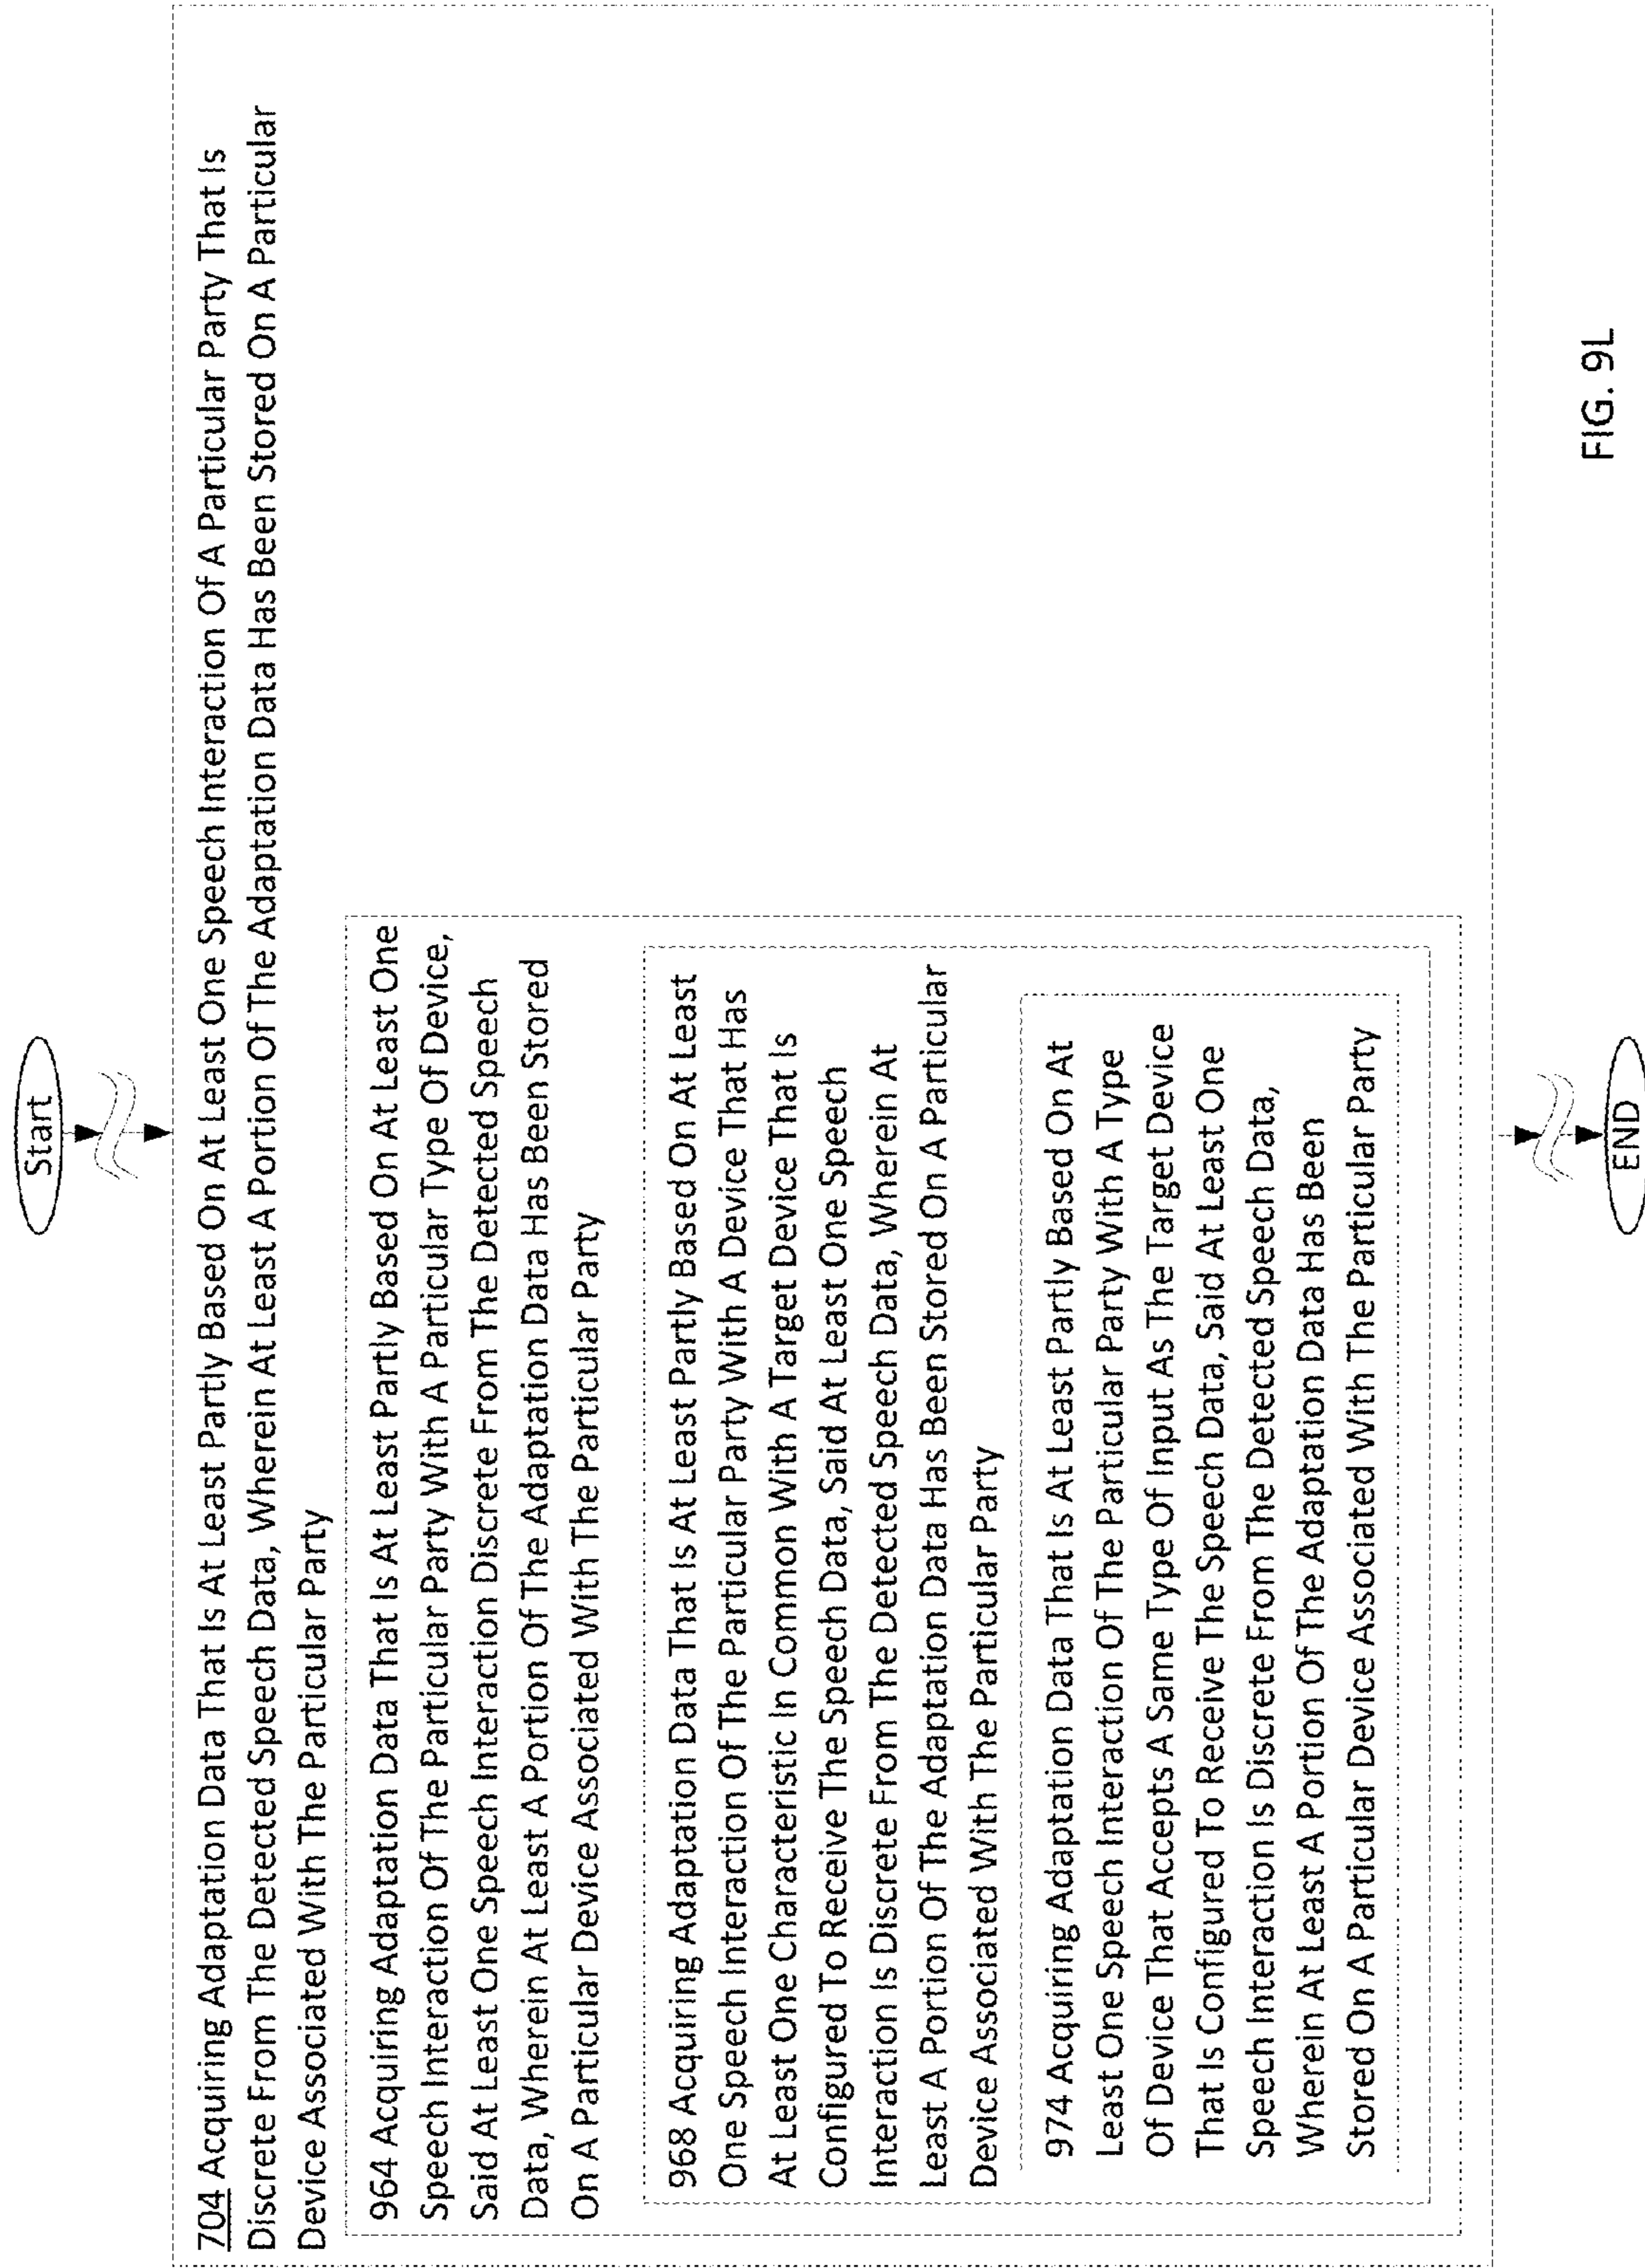 Start
704 Acquiring Adaptation Data That Is At Least Partly Based On At Least One Speech Interaction Of A Particular Party That Is
Discrete From The Detected Speech Data, Wherein At Least A Portion Of The Adaptation Data Has Been Stored On A Particular
Device Associated With The Particular Party
964 Acquiring Adaptation Data That Is At Least Partly Based On At Least One
Speech Interaction Of The Particular Party With A Particular Type Of Device,
Said At Least One Speech Interaction Discrete From The Detected Speech
Data, Wherein At Least A Portion Of The Adaptation Data Has Been Stored
On A Particular Device Associated With The Particular Party
968 Acquiring Adaptation Data That Is At Least Partly Based On At Least
One Speech Interaction Of The Particular Party With A Device That Has
At Least One Characteristic In Common With A Target Device That Is
Configured To Receive The Speech Data, Said At Least One Speech
Interaction Is Discrete From The Detected Speech Data, Wherein At
Least A Portion Of The Adaptation Data Has Been Stored On A Particular
Device Associated With The Particular Party
974 Acquiring Adaptation Data That Is At Least Partly Based On At
Least One Speech Interaction Of The Particular Party With A Type
Of Device That Accepts A Same Type Of Input As The Target Device
That Is Configured To Receive The Speech Data, Said At Least One
Speech Interaction Is Discrete From The Detected Speech Data,
Wherein At Least A Portion Of The Adaptation Data Has Been
Stored On A Particular Device Associated With The Particular Party
END
FIG. 9L